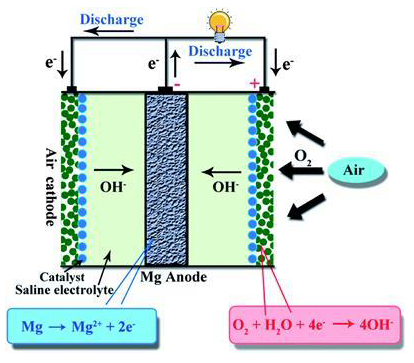 Discharge
Discharge
e-
e-
e-
-
+
Air cathode
OH-
OH-
O2
Air
Catalyst
Saline electrolyte
Mg Anode
Mg → Mg2+ + 2e-
O2 + H2O + 4e- → 4OH-